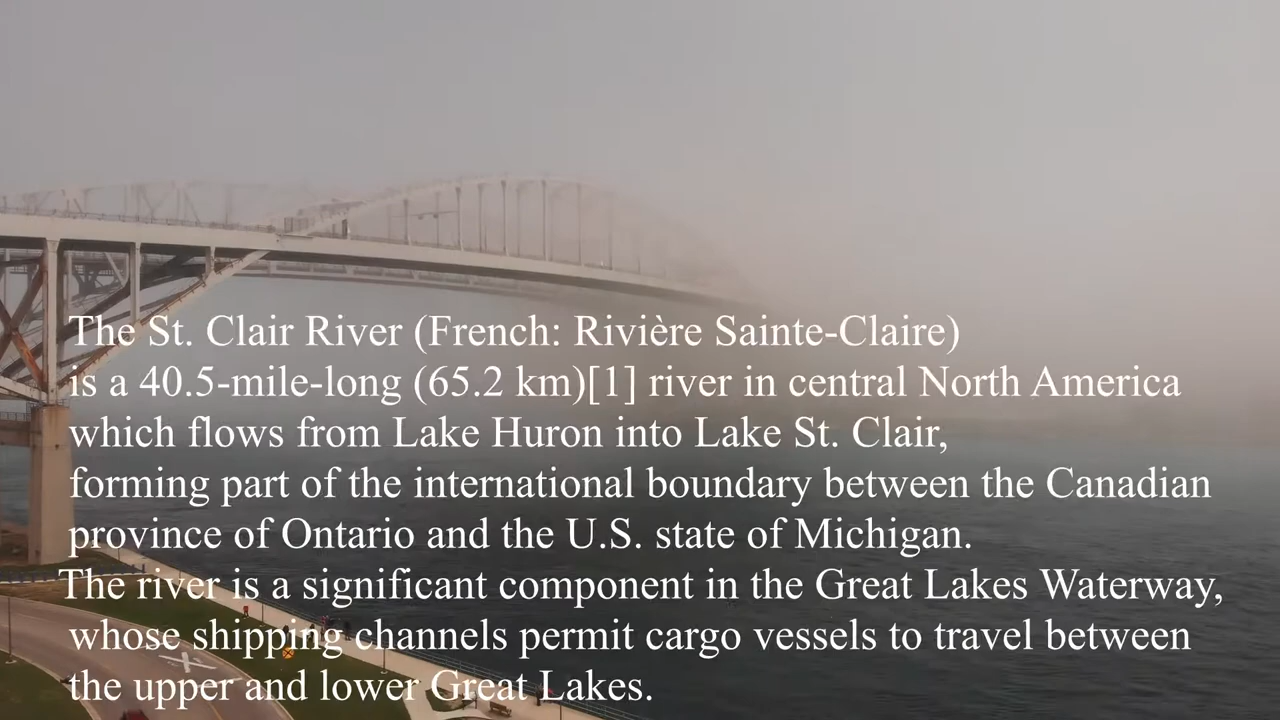 The St. Clair River (French: Rivière Sainte-Claire)
is a 40.5-mile-long (65.2 km)[1] river in central North America
which flows from Lake Huron into Lake St. Clair,
forming part of the international boundary between the Canadian
province of Ontario and the U.S. state of Michigan.
The river is a significant component in the Great Lakes Waterway,
whose shipping channels permit cargo vessels to travel between
the upper and lower Great Lakes.